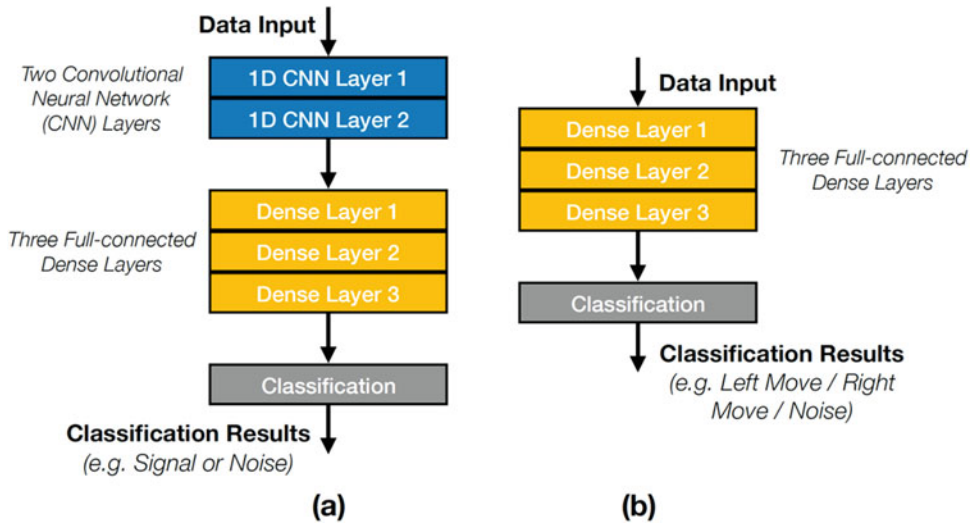 Data Input
Two Convolutional
Neural Network
(CNN) Layers
1D CNN Layer 1
1D CNN Layer 2
Three Full-connected
Dense Layers
Dense Layer 1
Dense Layer 2
Dense Layer 3
Classification
Classification Results
(e.g. Signal or Noise)
(a)
Data Input
Dense Layer 1
Dense Layer 2
Dense Layer 3
Three Full-connected
Dense Layers
Classification
Classification Results
(e.g. Left Move / Right
Move / Noise)
(b)